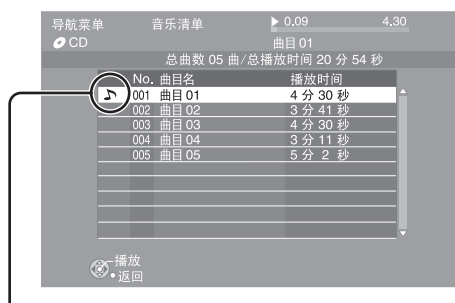 导航菜单 音乐清单 ▶ 0.09 4.30
CD 曲目 01
总曲数 05 曲/总播放时间 20 分 54 秒
No. 曲目名 播放时间
♪ 001 曲目 01 4 分 30 秒
002 曲目 02 3 分 41 秒
003 曲目 03 4 分 30 秒
004 曲目 04 3 分 11 秒
005 曲目 05 5 分 2 秒
播放
返回